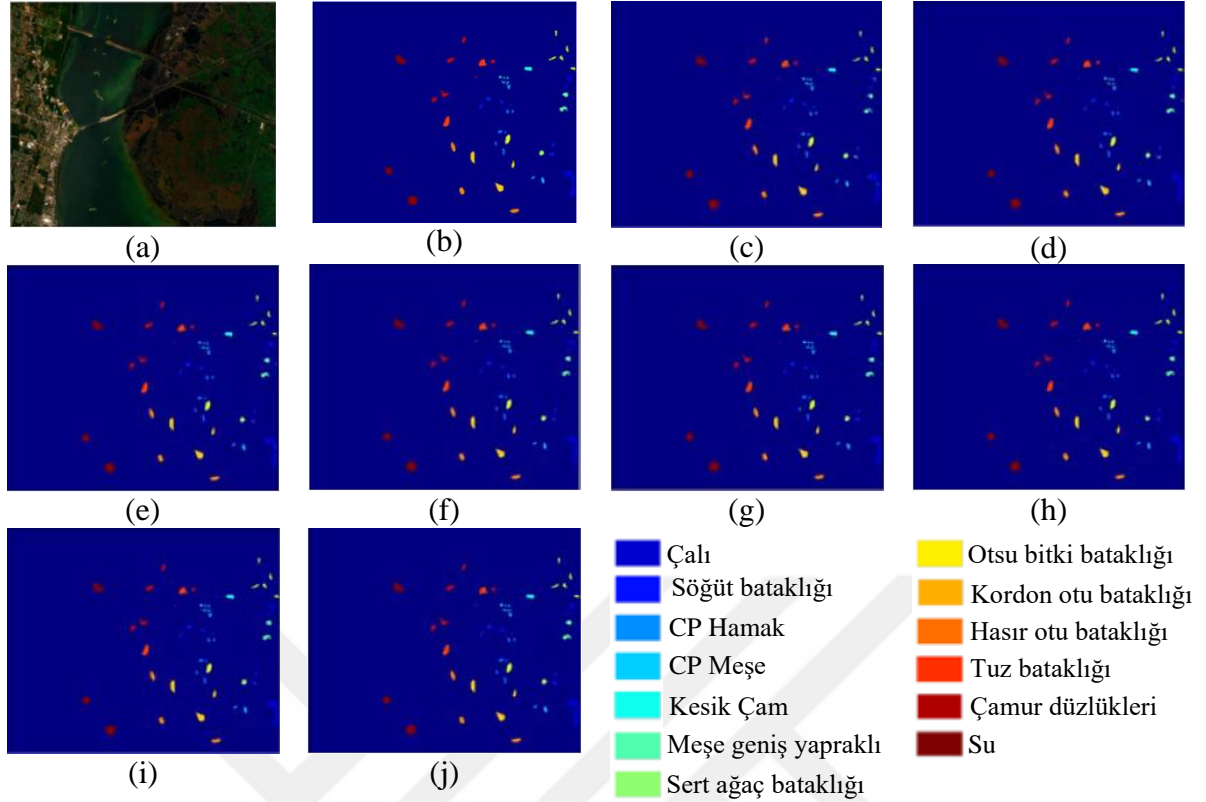 (a)
(b)
(c)
(d)
(e)
(f)
(g)
(h)
(i)
(j)
Çalı
Söğüt bataklığı
CP Hamak
CP Meşe
Kesik Çam
Meşe geniş yapraklı
Sert ağaç bataklığı
Otsu bitki bataklığı
Kordon otu bataklığı
Hasır otu bataklığı
Tuz bataklığı
Çamur düzlükleri
Su